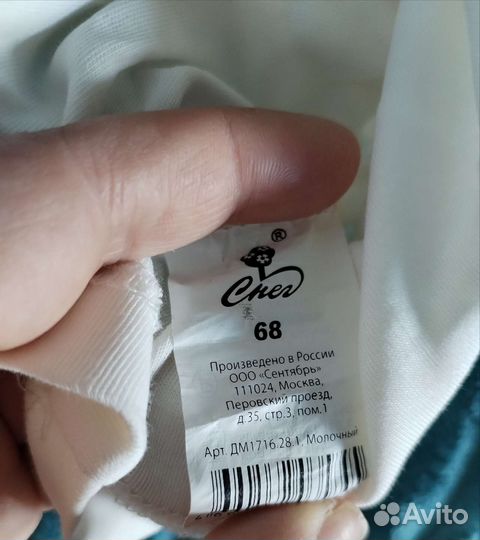 ®
Снег
68
Произведено в России
ООО «Сентябрь»
111024, Москва,
Перовский проезд,
д.35, стр.3, пом.1
Арт. ДМ1716.28.1, Молочный
Avito